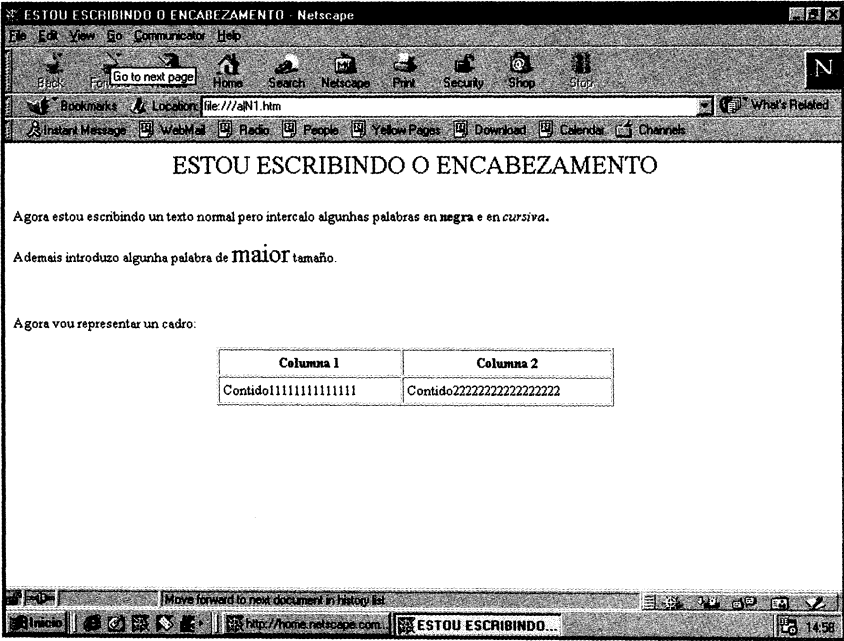 ESTOU ESCRIBINDO O ENCABEZAMENTO - Netscape
File Edit View Go Communicator Help
Back Home Search Netscape Print Security Shop Stop
Go to next page
Bookmarks Location: file:///a|N1.htm What's Related
Instant Message WebMail Radio People Yellow Pages Download Calendar Channels
ESTOU ESCRIBINDO O ENCABEZAMENTO
Agora estou escribindo un texto normal pero intercalo algunhas palabras en negra e en cursiva.
Ademais introduzo algunha palabra de maior tamaño.
Agora vou representar un cadro:
Columna 1 Columna 2
Contido11111111111111 Contido22222222222222222
Move forward to next document in history list
Inicio http://home.netscape.com... ESTOU ESCRIBINDO... 14:58